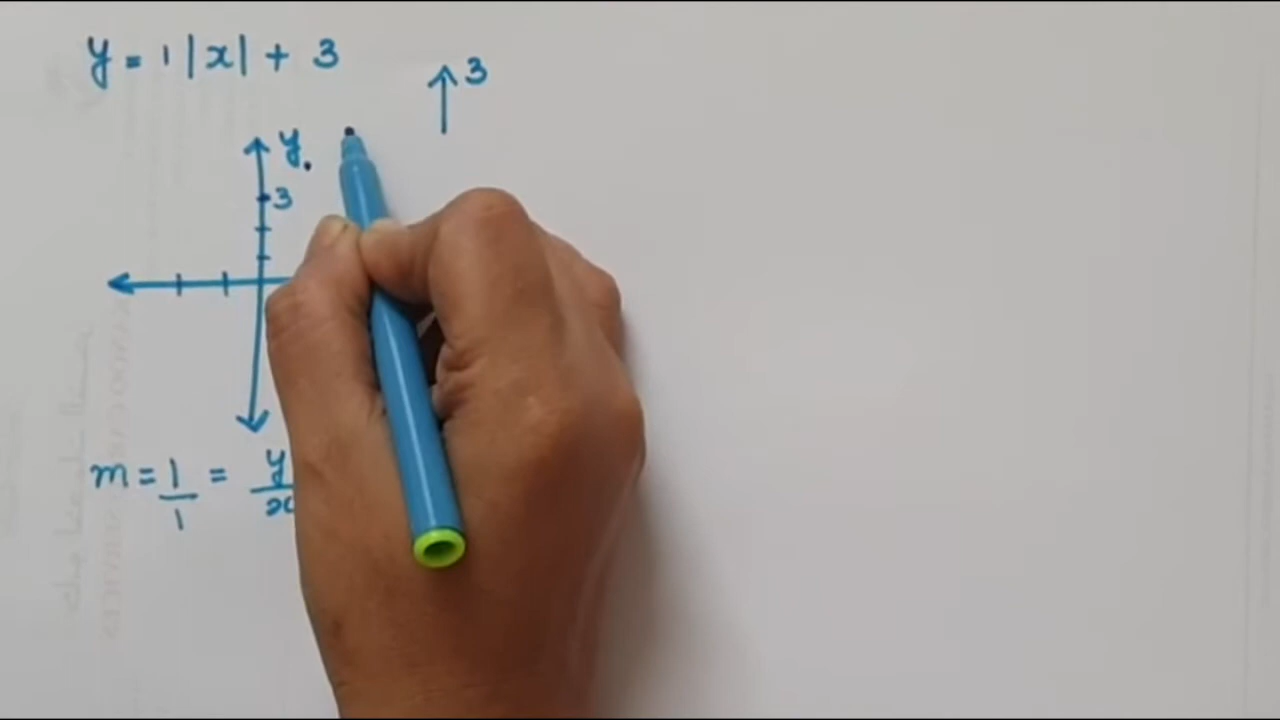 y = 1 |x| + 3
3
y
3
m = 1/1 = y/x